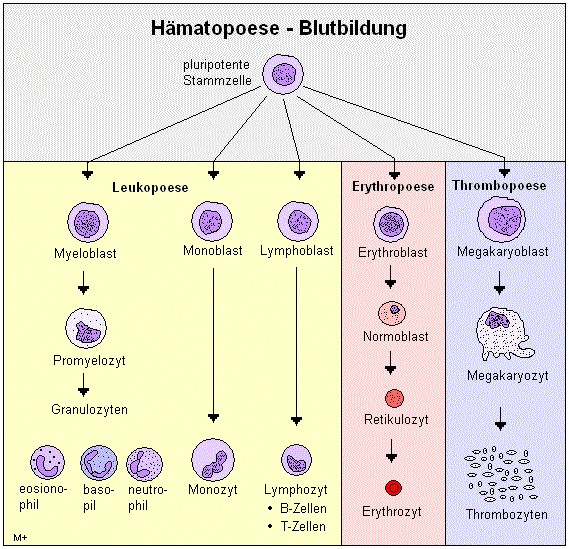 Hämatopoese - Blutbildung
pluripotente
Stammzelle
Leukopoese
Erythropoese
Thrombopoese
Myeloblast
Monoblast
Lymphoblast
Erythroblast
Megakaryoblast
Promyelozyt
Normoblast
Megakaryozyt
Granulozyten
Retikulozyt
eosiono-
phil
baso-
pil
neutro-
phil
Monozyt
Lymphozyt
• B-Zellen
• T-Zellen
Erythrozyt
Thrombozyten
M+